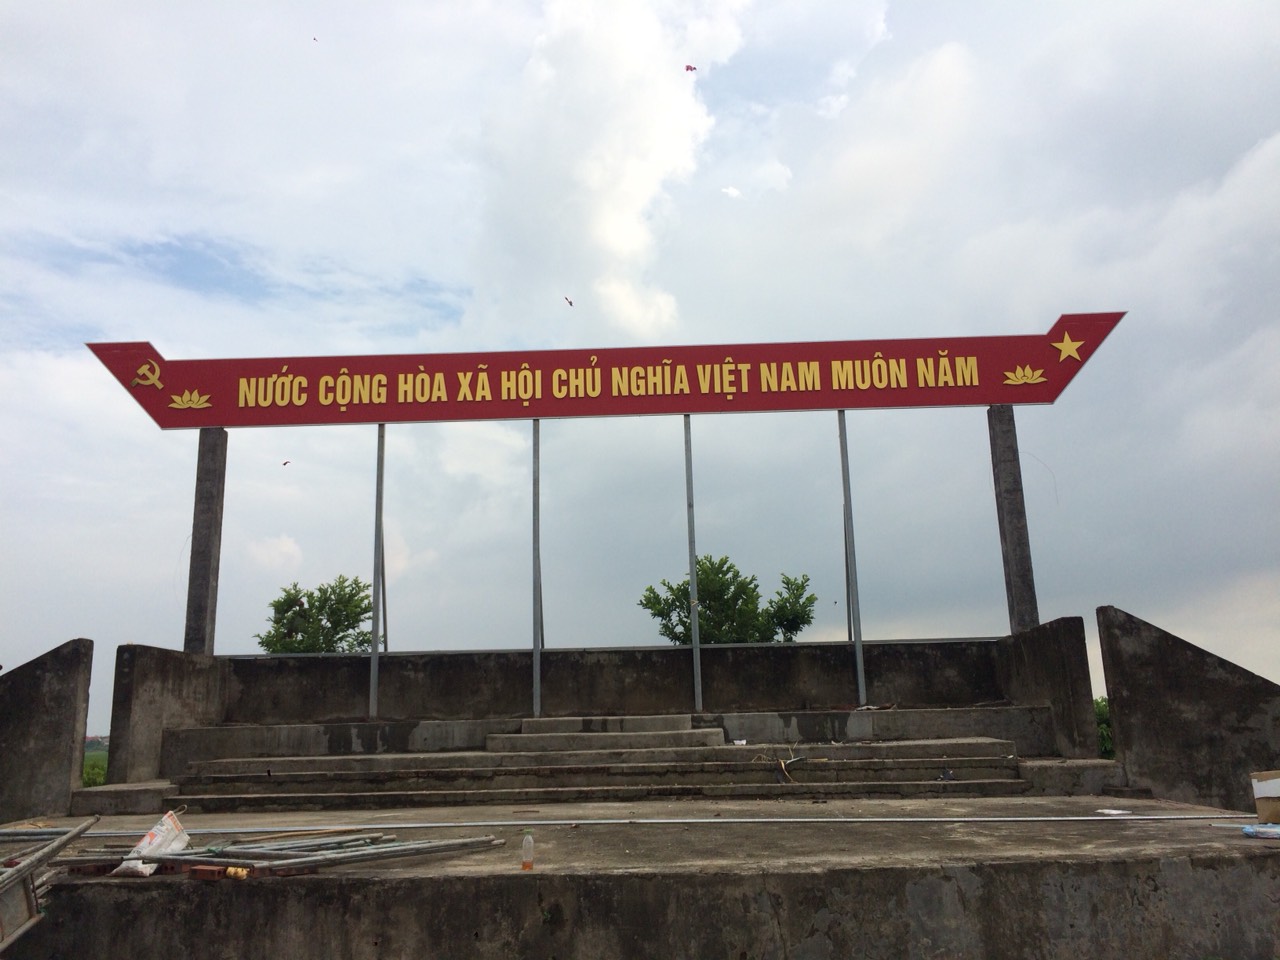 NƯỚC CỘNG HÒA XÃ HỘI CHỦ NGHĨA VIỆT NAM MUÔN NĂM